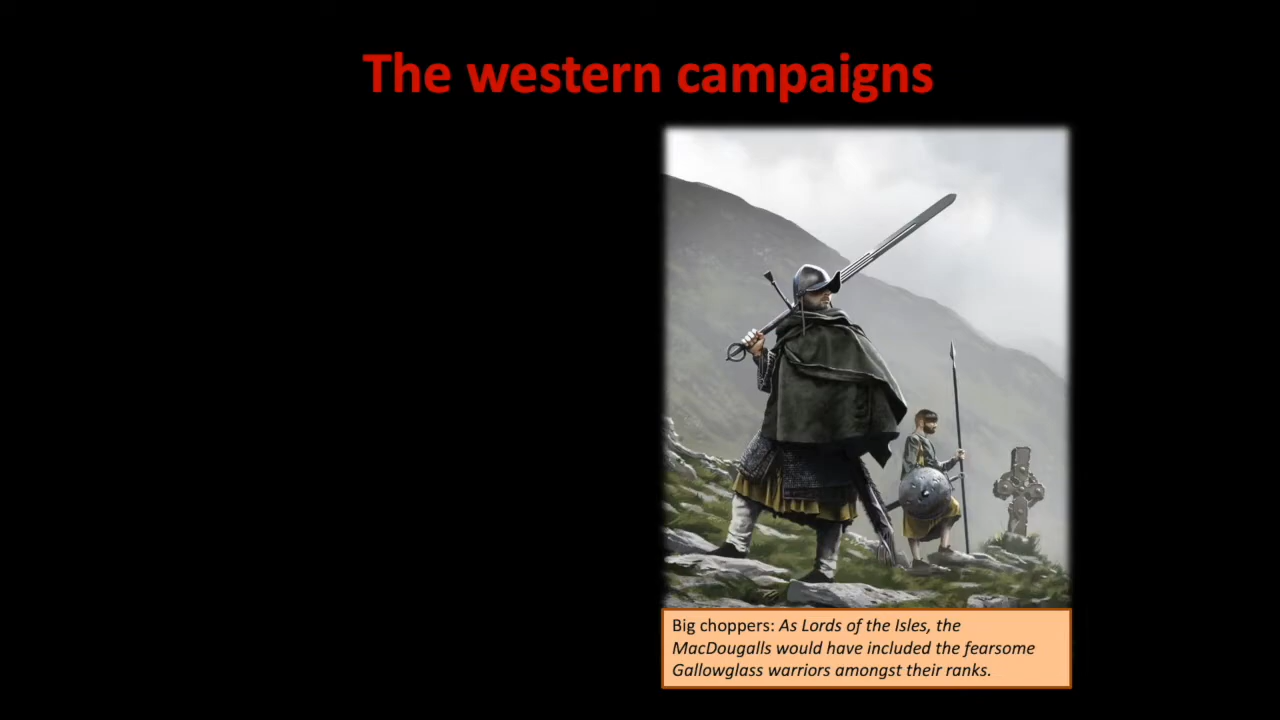 The western campaigns
Big choppers: As Lords of the Isles, the
MacDougalls would have included the fearsome
Gallowglass warriors amongst their ranks.